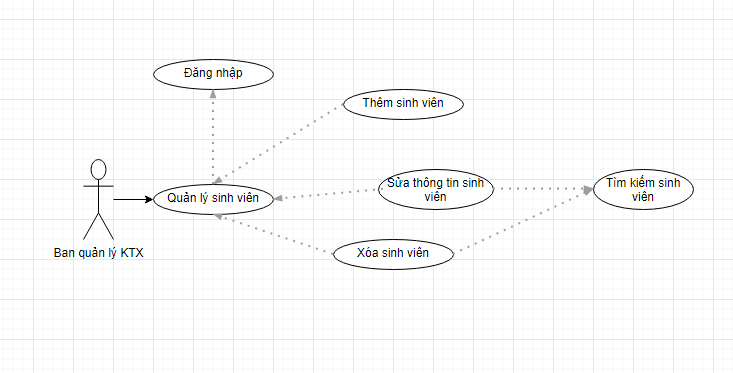 Đăng nhập
Thêm sinh viên
Sửa thông tin sinh
viên
Tìm kiếm sinh
viên
Quản lý sinh viên
Ban quản lý KTX
Xóa sinh viên